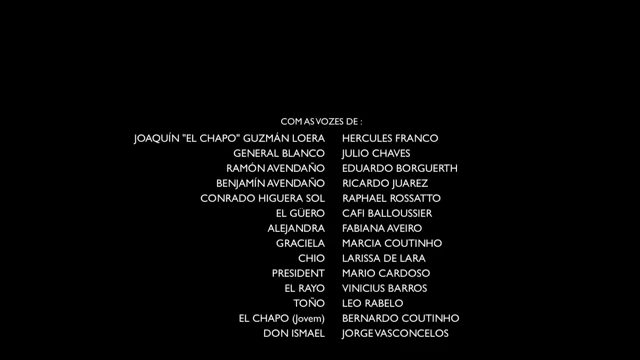 COM AS VOZES DE :
JOAQUÍN "EL CHAPO" GUZMÁN LOERA HERCULES FRANCO
GENERAL BLANCO JULIO CHAVES
RAMÓN AVENDAÑO EDUARDO BORGUERTH
BENJAMÍN AVENDAÑO RICARDO JUAREZ
CONRADO HIGUERA SOL RAPHAEL ROSSATTO
EL GÜERO CAFI BALLOUSSIER
ALEJANDRA FABIANA AVEIRO
GRACIELA MARCIA COUTINHO
CHIO LARISSA DE LARA
PRESIDENT MARIO CARDOSO
EL RAYO VINICIUS BARROS
TOÑO LEO RABELO
EL CHAPO (Jovem) BERNARDO COUTINHO
DON ISMAEL JORGE VASCONCELOS